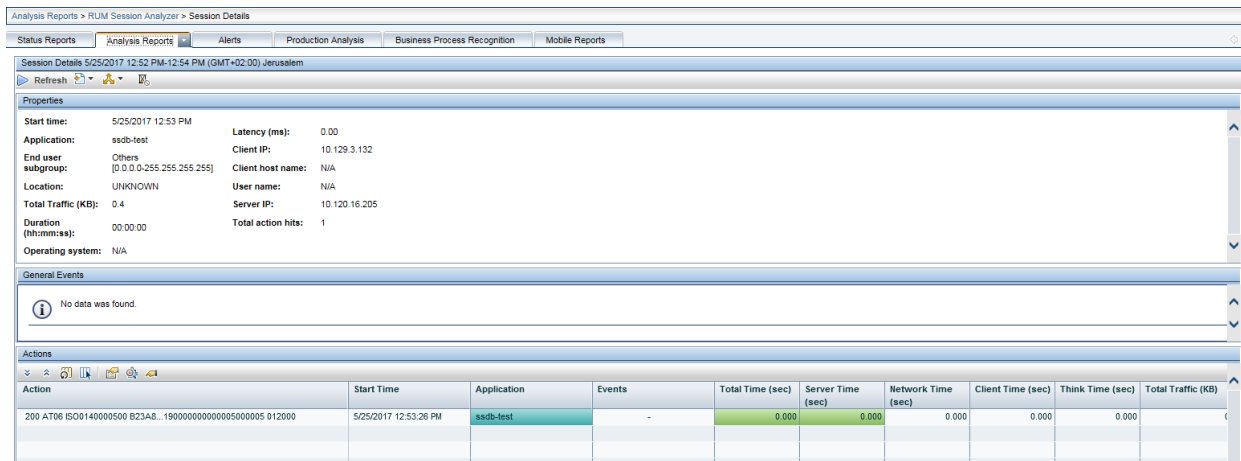 Analysis Reports > RUM Session Analyzer > Session Details
Status Reports Analysis Reports Alerts Production Analysis Business Process Recognition Mobile Reports
Session Details 5/25/2017 12:52 PM-12:54 PM (GMT+02:00) Jerusalem
Refresh
Properties
Start time: 5/25/2017 12:53 PM
Application: ssdb-test
End user subgroup: Others [0.0.0.0-255.255.255.255]
Location: UNKNOWN
Total Traffic (KB): 0.4
Duration (hh:mm:ss): 00:00:00
Operating system: N/A
Latency (ms): 0.00
Client IP: 10.129.3.132
Client host name: N/A
User name: N/A
Server IP: 10.120.16.205
Total action hits: 1
General Events
No data was found.
Actions
Action Start Time Application Events Total Time (sec) Server Time (sec) Network Time (sec) Client Time (sec) Think Time (sec) Total Traffic (KB)
200 AT06 ISO0140000500 B23A8...19000000000005000005 012000 5/25/2017 12:53:26 PM ssdb-test - 0.000 0.000 0.000 0.000 0.000